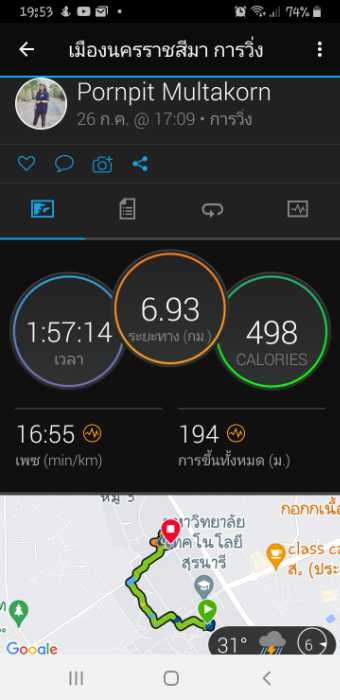 19:53
74%
เมืองนครราชสีมา การวิ่ง
Pornpit Multakorn
26 ก.ค. @ 17:09 • การวิ่ง
1:57:14
เวลา
6.93
ระยะทาง (กม.)
498
CALORIES
16:55
เพซ (min/km)
194
การขึ้นทั้งหมด (ม.)
หมู่ 5
มหาวิทยาลัย
เทคโนโลยี
สุรนารี
กอกกเนื้อ
class ca
ส. (ประ
Google
31°
6